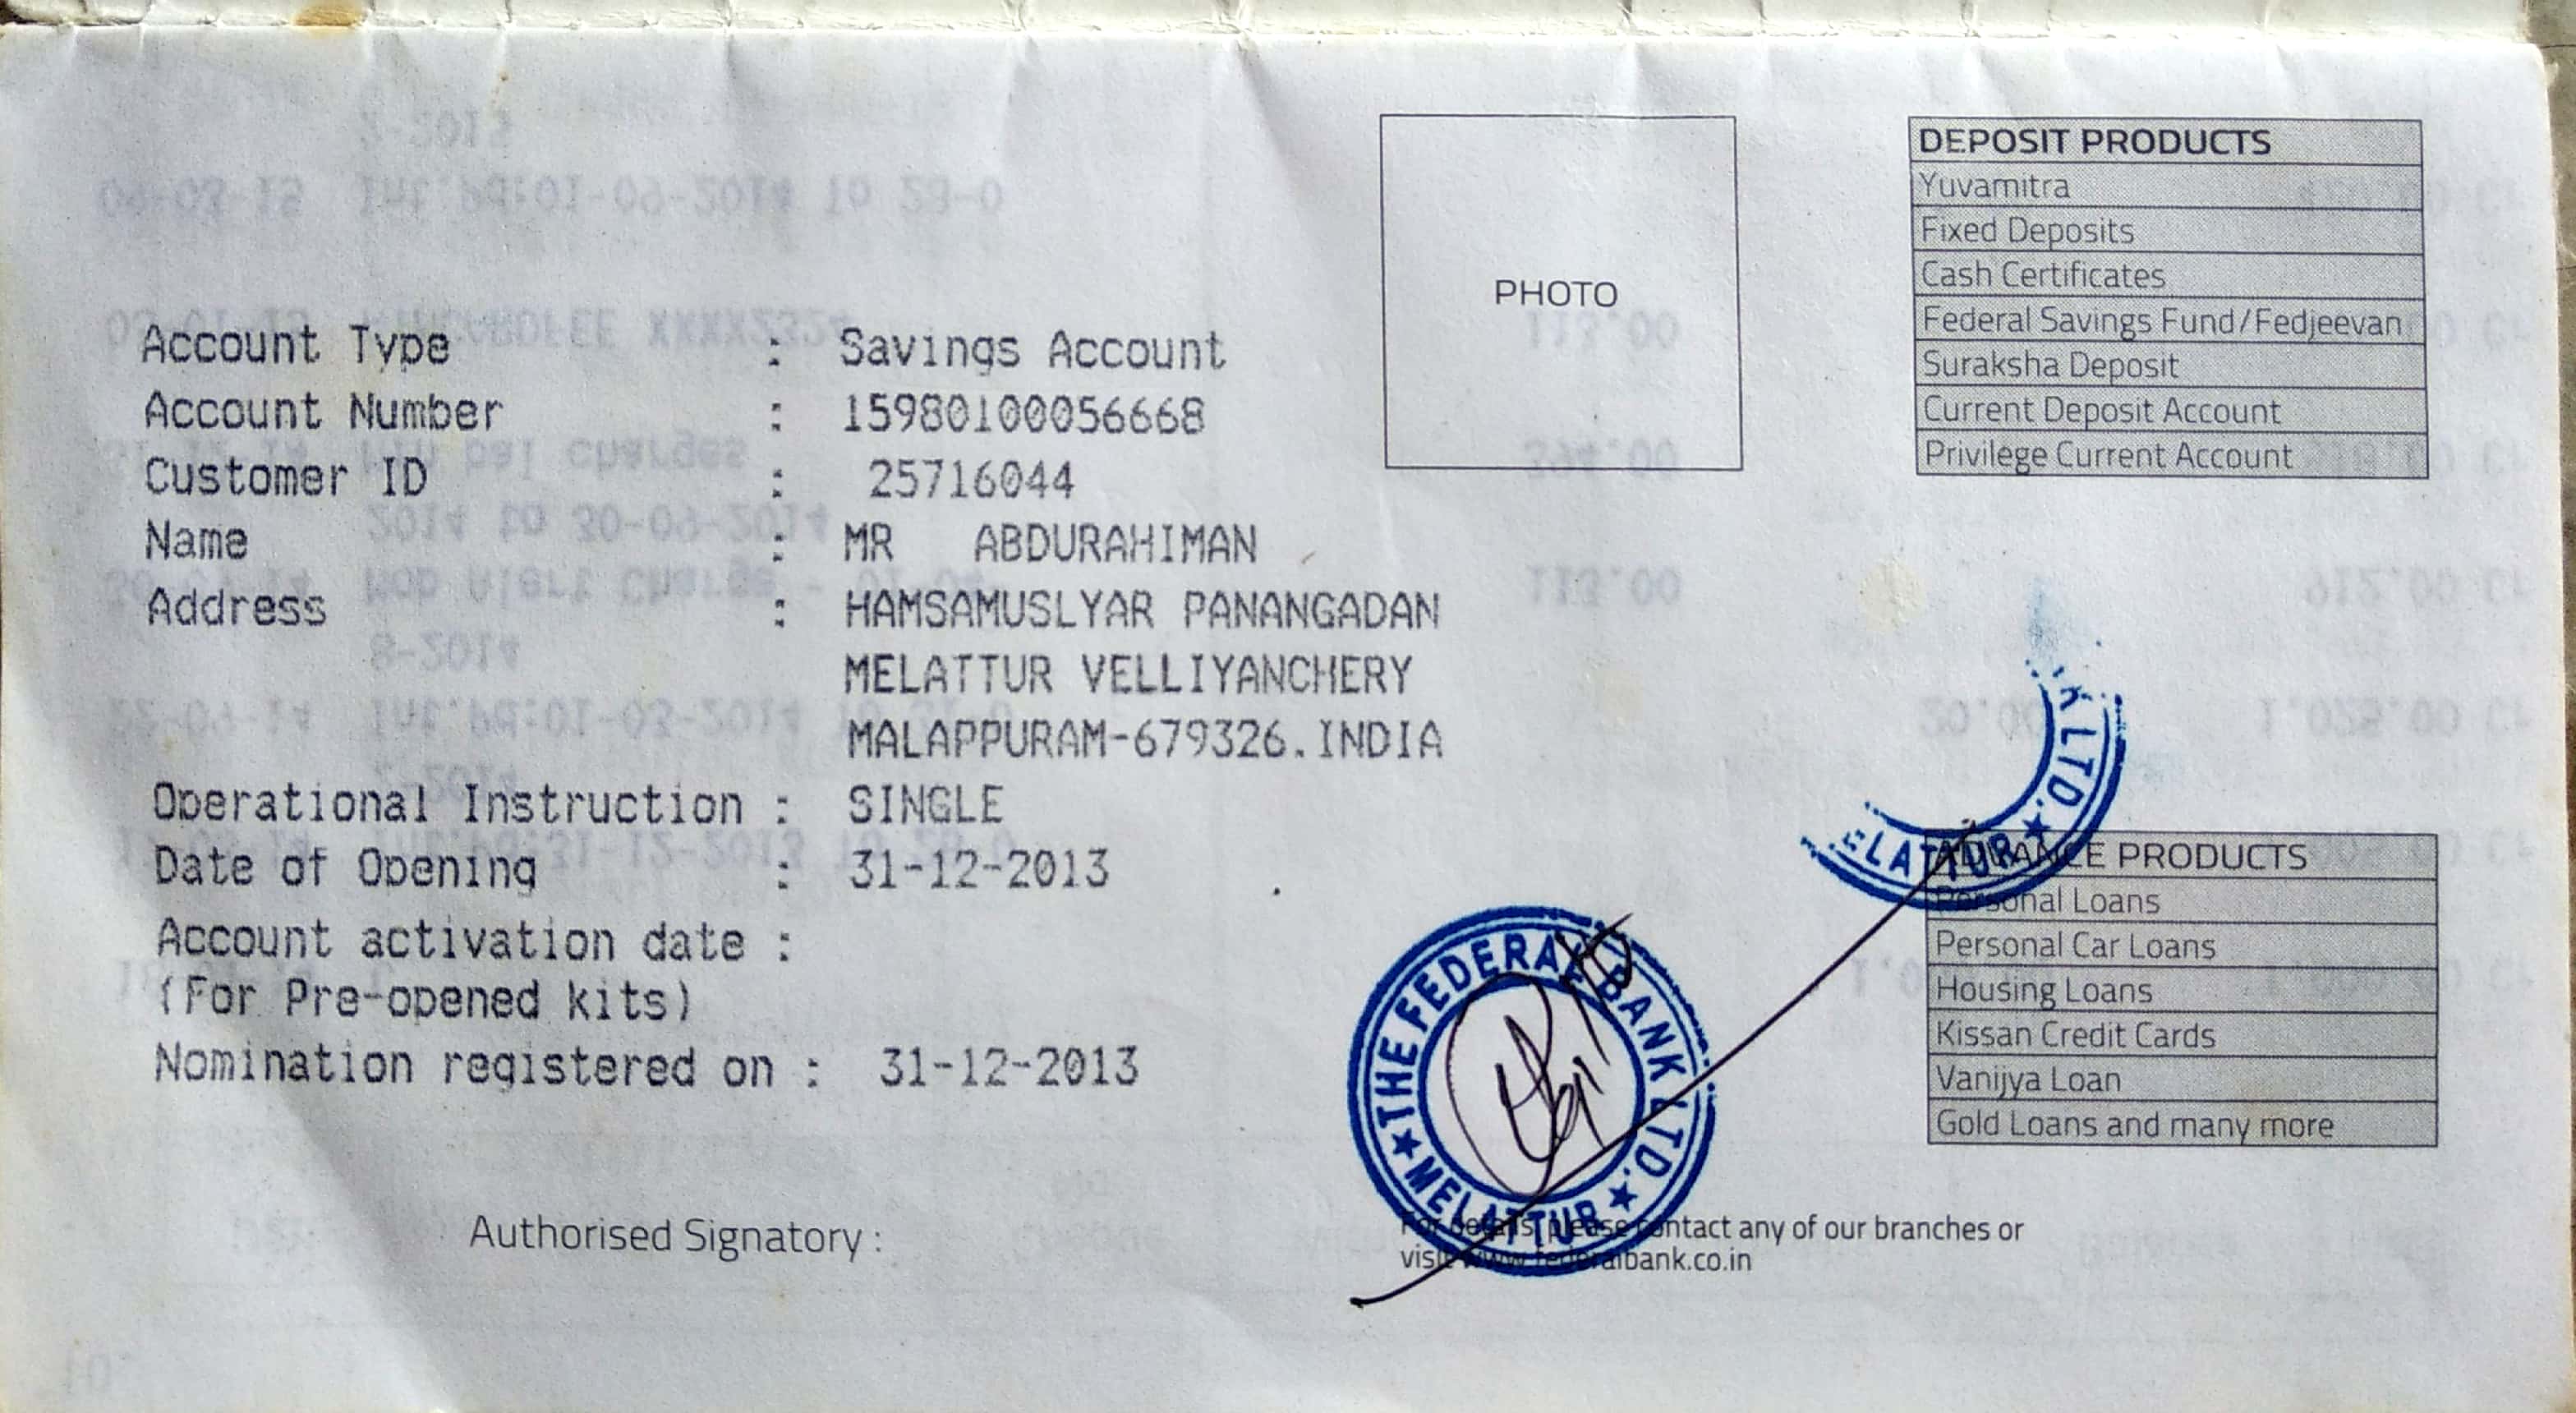 Account Type : Savings Account
Account Number : 15980100056668
Customer ID : 25716044
Name : MR ABDURAHIMAN
Address : HAMSAMUSLYAR PANANGADAN
MELATTUR VELLIYANCHERY
MALAPPURAM-679326.INDIA
Operational Instruction : SINGLE
Date of Opening : 31-12-2013
Account activation date :
(For Pre-opened kits)
Nomination registered on : 31-12-2013
Authorised Signatory :
PHOTO
DEPOSIT PRODUCTS
Yuvamitra
Fixed Deposits
Cash Certificates
Federal Savings Fund/Fedjeevan
Suraksha Deposit
Current Deposit Account
Privilege Current Account
LTD.
ADVANCE PRODUCTS
Personal Loans
Personal Car Loans
Housing Loans
Kissan Credit Cards
Vanijya Loan
Gold Loans and many more
THE FEDERAL BANK LTD.
MELATTUR
For details please contact any of our branches or
visit www.federalbank.co.in